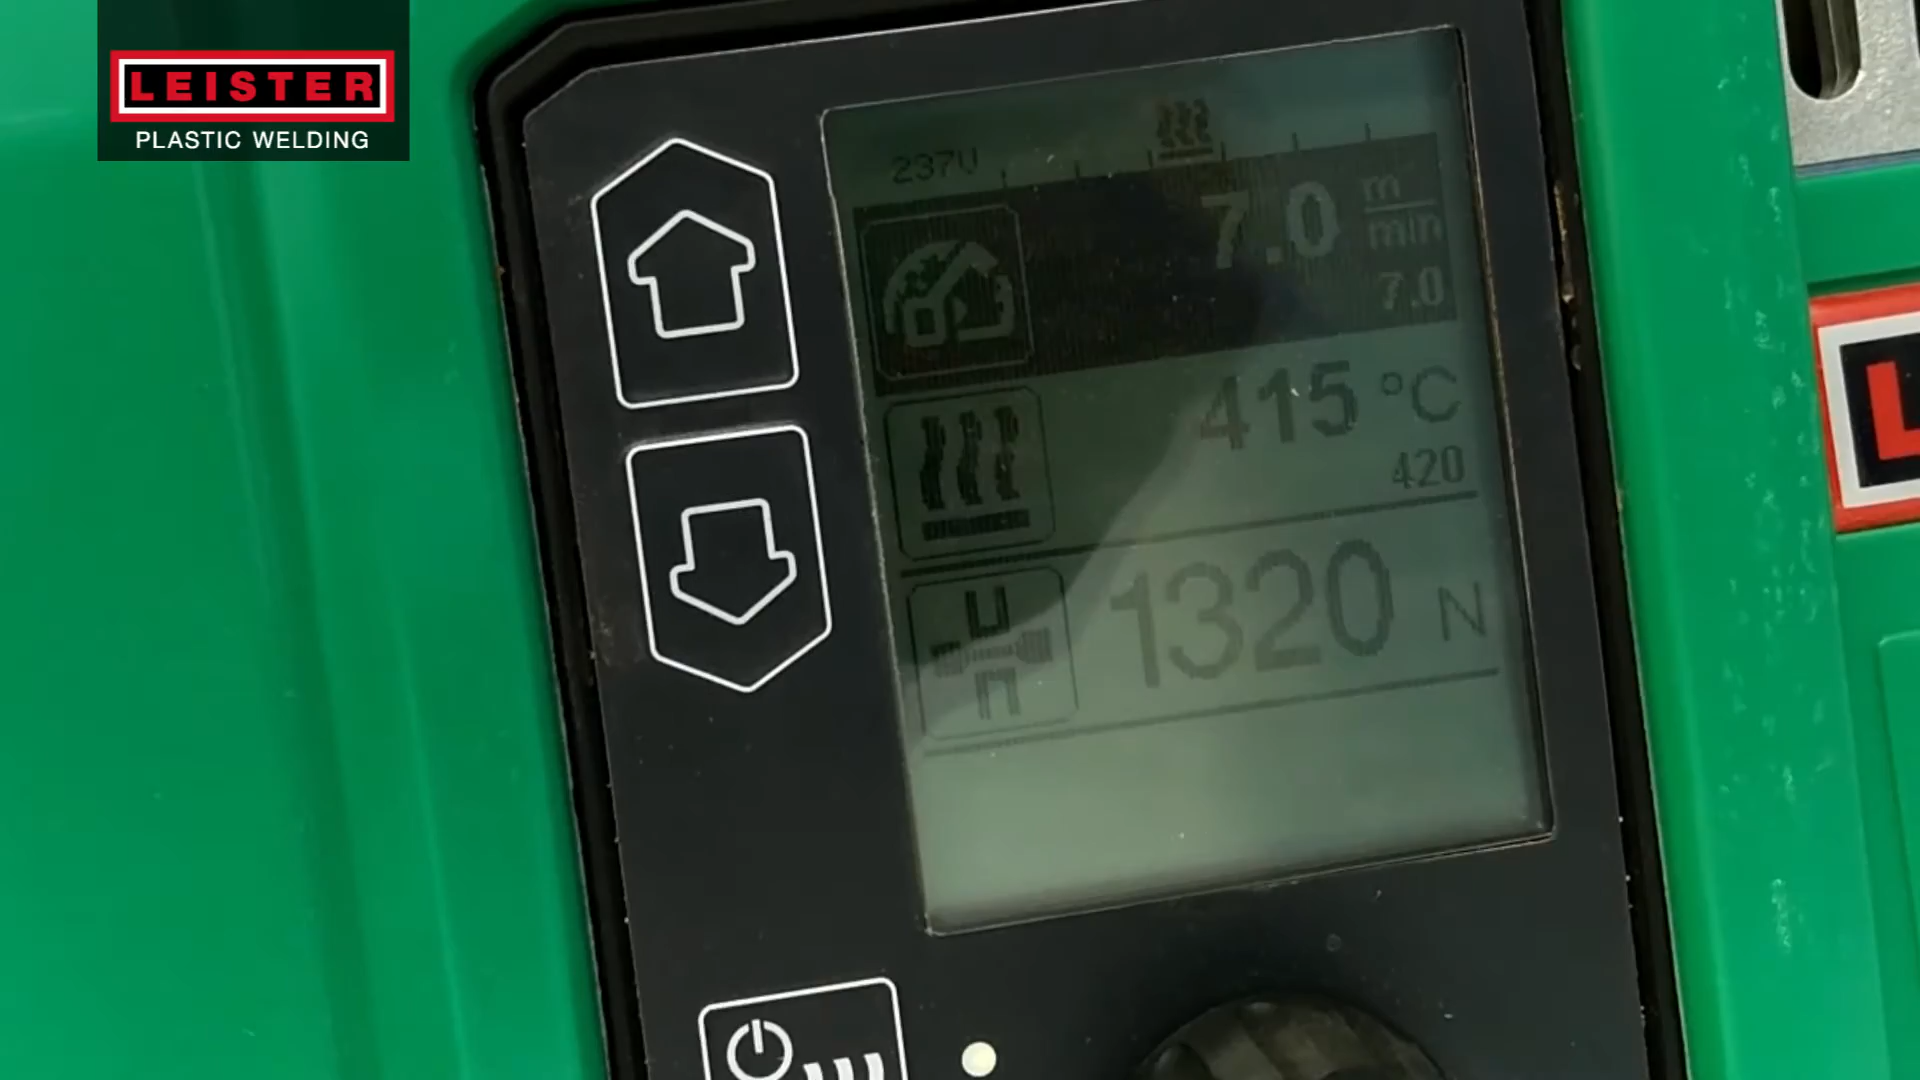 LEISTER
PLASTIC WELDING
237V
7.0 m/min
7.0
415 °C
420
1320 N
L